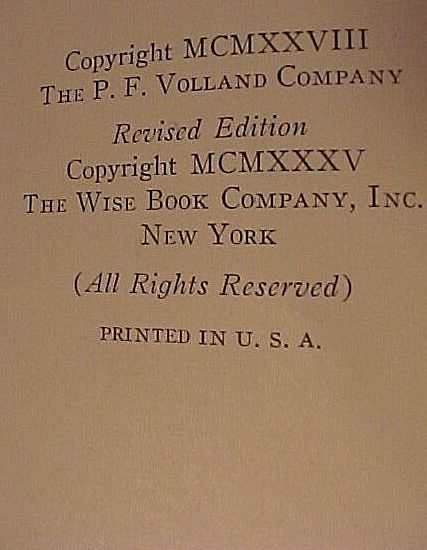 Copyright MCMXXVIII
The P. F. Volland Company
Revised Edition
Copyright MCMXXXV
The Wise Book Company, Inc.
New York
(All Rights Reserved)
PRINTED IN U. S. A.